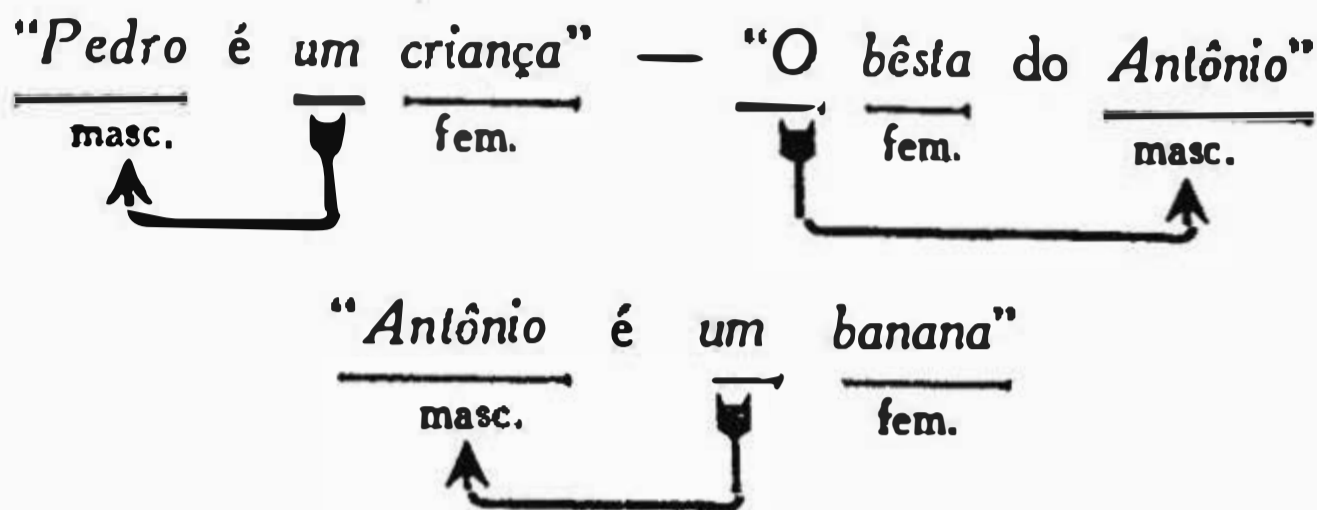 "Pedro é um criança" — "O bêsta do Antônio"
masc. fem. fem. masc.
"Antônio é um banana"
masc. fem.